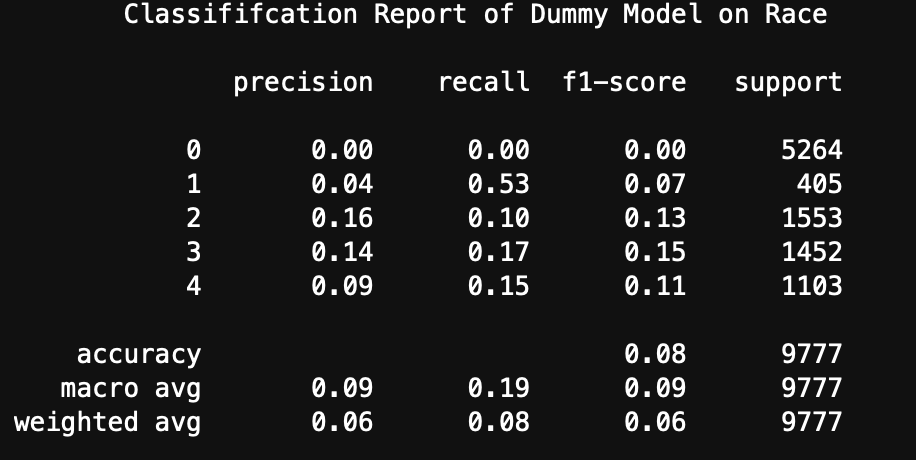 Classififcation Report of Dummy Model on Race
precision recall f1-score support
0 0.00 0.00 0.00 5264
1 0.04 0.53 0.07 405
2 0.16 0.10 0.13 1553
3 0.14 0.17 0.15 1452
4 0.09 0.15 0.11 1103
accuracy 0.08 9777
macro avg 0.09 0.19 0.09 9777
weighted avg 0.06 0.08 0.06 9777